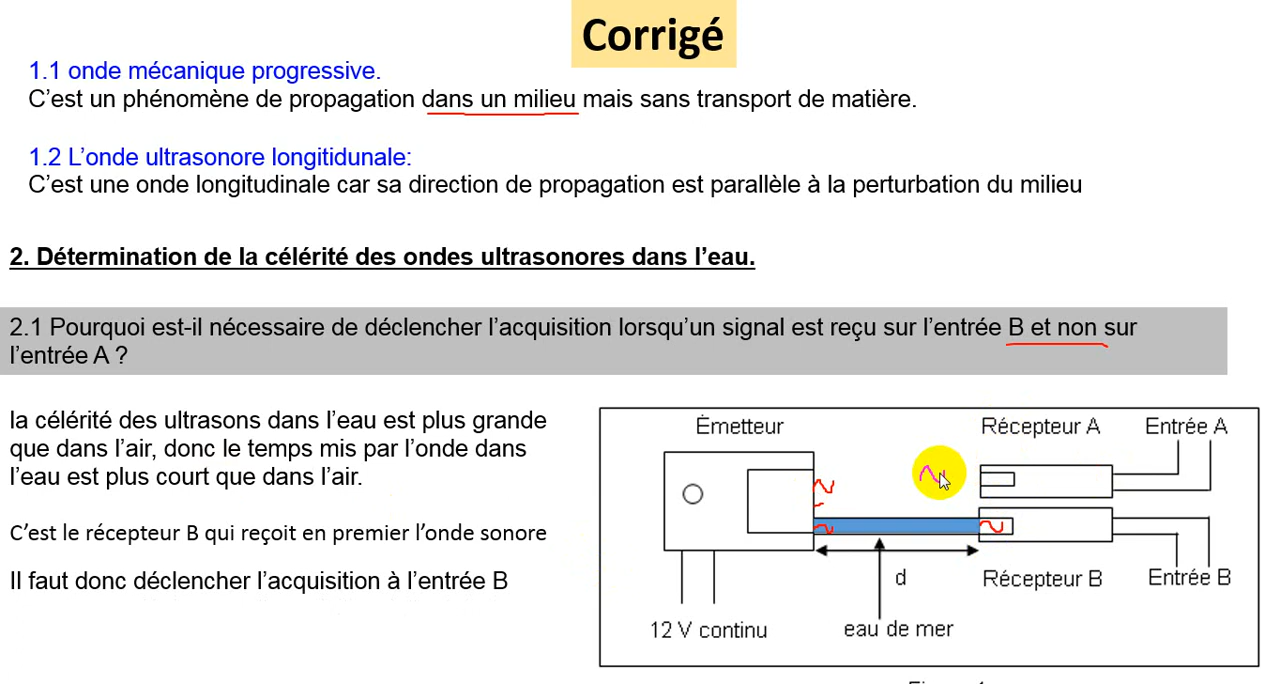 Corrigé
1.1 onde mécanique progressive.
C’est un phénomène de propagation dans un milieu mais sans transport de matière.
1.2 L’onde ultrasonore longitidunale:
C’est une onde longitudinale car sa direction de propagation est parallèle à la perturbation du milieu
2. Détermination de la célérité des ondes ultrasonores dans l’eau.
2.1 Pourquoi est-il nécessaire de déclencher l’acquisition lorsqu’un signal est reçu sur l’entrée B et non sur
l’entrée A ?
la célérité des ultrasons dans l’eau est plus grande
que dans l’air, donc le temps mis par l’onde dans
l’eau est plus court que dans l’air.
C’est le récepteur B qui reçoit en premier l’onde sonore
Il faut donc déclencher l’acquisition à l’entrée B
Émetteur
Récepteur A
Entrée A
d
Récepteur B
Entrée B
12 V continu
eau de mer